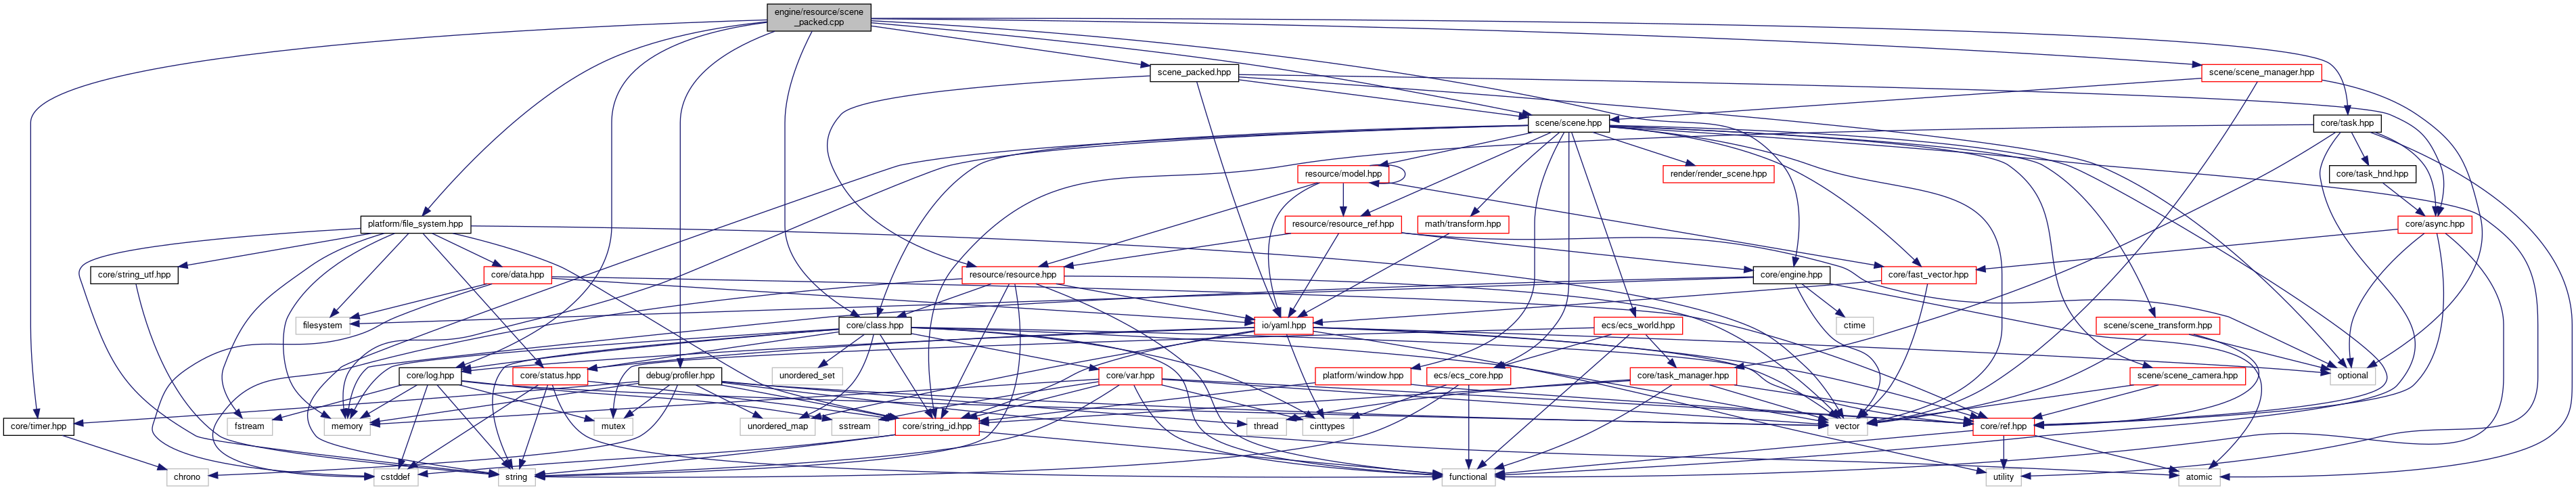 engine/resource/scene
_packed.cpp
scene_packed.hpp
scene/scene_manager.hpp
scene/scene.hpp
core/task.hpp
resource/model.hpp
render/render_scene.hpp
core/task_hnd.hpp
platform/file_system.hpp
resource/resource_ref.hpp
math/transform.hpp
core/async.hpp
core/string_utf.hpp
core/data.hpp
resource/resource.hpp
core/engine.hpp
core/fast_vector.hpp
filesystem
core/class.hpp
io/yaml.hpp
ecs/ecs_world.hpp
ctime
scene/scene_transform.hpp
unordered_set
core/log.hpp
core/status.hpp
debug/profiler.hpp
core/var.hpp
platform/window.hpp
ecs/ecs_core.hpp
core/task_manager.hpp
scene/scene_camera.hpp
optional
core/timer.hpp
fstream
memory
mutex
unordered_map
sstream
core/string_id.hpp
thread
cinttypes
vector
core/ref.hpp
chrono
cstddef
string
functional
utility
atomic